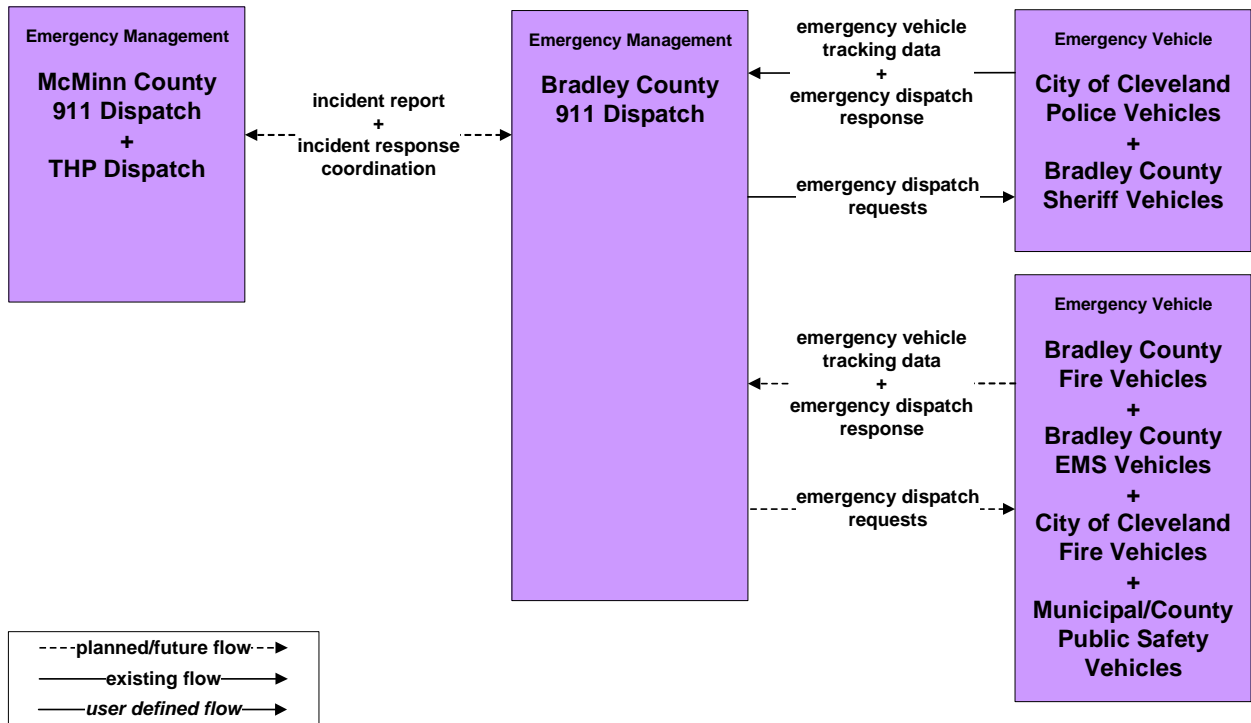 Emergency Management
McMinn County
911 Dispatch
+
THP Dispatch
incident report
+
incident response
coordination
Emergency Management
Bradley County
911 Dispatch
emergency vehicle
tracking data
+
emergency dispatch
response
emergency dispatch
requests
Emergency Vehicle
City of Cleveland
Police Vehicles
+
Bradley County
Sheriff Vehicles
emergency vehicle
tracking data
+
emergency dispatch
response
emergency dispatch
requests
Emergency Vehicle
Bradley County
Fire Vehicles
+
Bradley County
EMS Vehicles
+
City of Cleveland
Fire Vehicles
+
Municipal/County
Public Safety
Vehicles
planned/future flow
existing flow
user defined flow